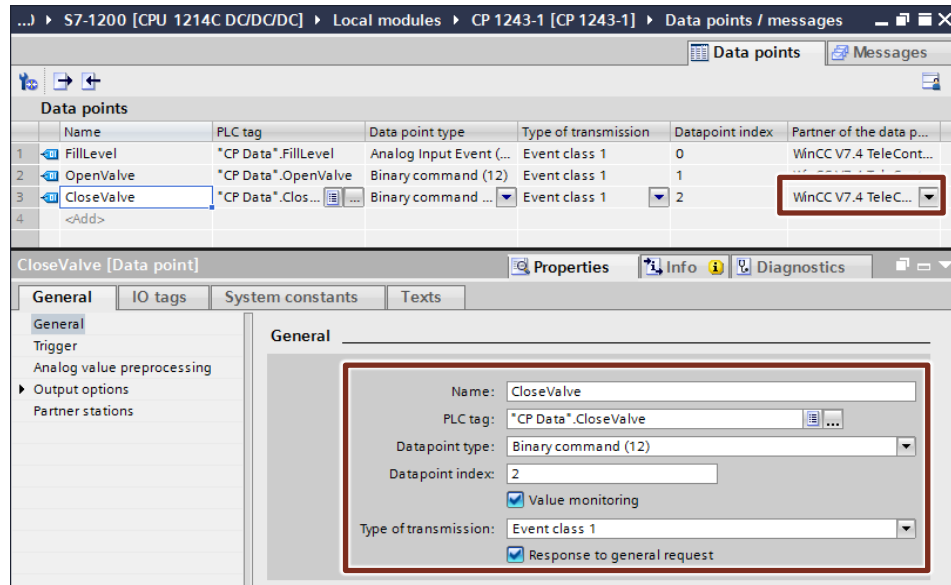 ...) ▸ S7-1200 [CPU 1214C DC/DC/DC] ▸ Local modules ▸ CP 1243-1 [CP 1243-1] ▸ Data points / messages
Data points Messages
Data points
Name PLC tag Data point type Type of transmission Datapoint index Partner of the data p...
1 FillLevel "CP Data".FillLevel Analog Input Event (... Event class 1 0 WinCC V7.4 TeleCont...
2 OpenValve "CP Data".OpenValve Binary command (12) Event class 1 1
3 CloseValve "CP Data".Clos... ... Binary command ... Event class 1 2 WinCC V7.4 TeleC...
4 <Add>
CloseValve [Data point] Properties Info Diagnostics
General IO tags System constants Texts
General
Trigger
Analog value preprocessing
Output options
Partner stations
General
Name: CloseValve
PLC tag: "CP Data".CloseValve ...
Datapoint type: Binary command (12)
Datapoint index: 2
Value monitoring
Type of transmission: Event class 1
Response to general request